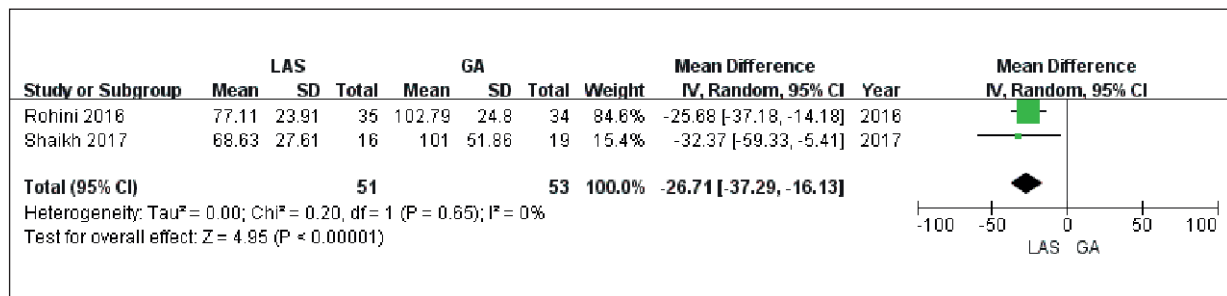 LAS GA Mean Difference Mean Difference
Study or Subgroup Mean SD Total Mean SD Total Weight IV, Random, 95% CI Year IV, Random, 95% CI
Rohini 2016 77.11 23.91 35 102.79 24.8 34 84.6% -25.68 [-37.18, -14.18] 2016
Shaikh 2017 68.63 27.61 16 101 51.86 19 15.4% -32.37 [-59.33, -5.41] 2017
Total (95% CI) 51 53 100.0% -26.71 [-37.29, -16.13]
Heterogeneity: Tau² = 0.00; Chi² = 0.20, df = 1 (P = 0.65); I² = 0%
Test for overall effect: Z = 4.95 (P < 0.00001)
-100 -50 0 50 100
LAS GA